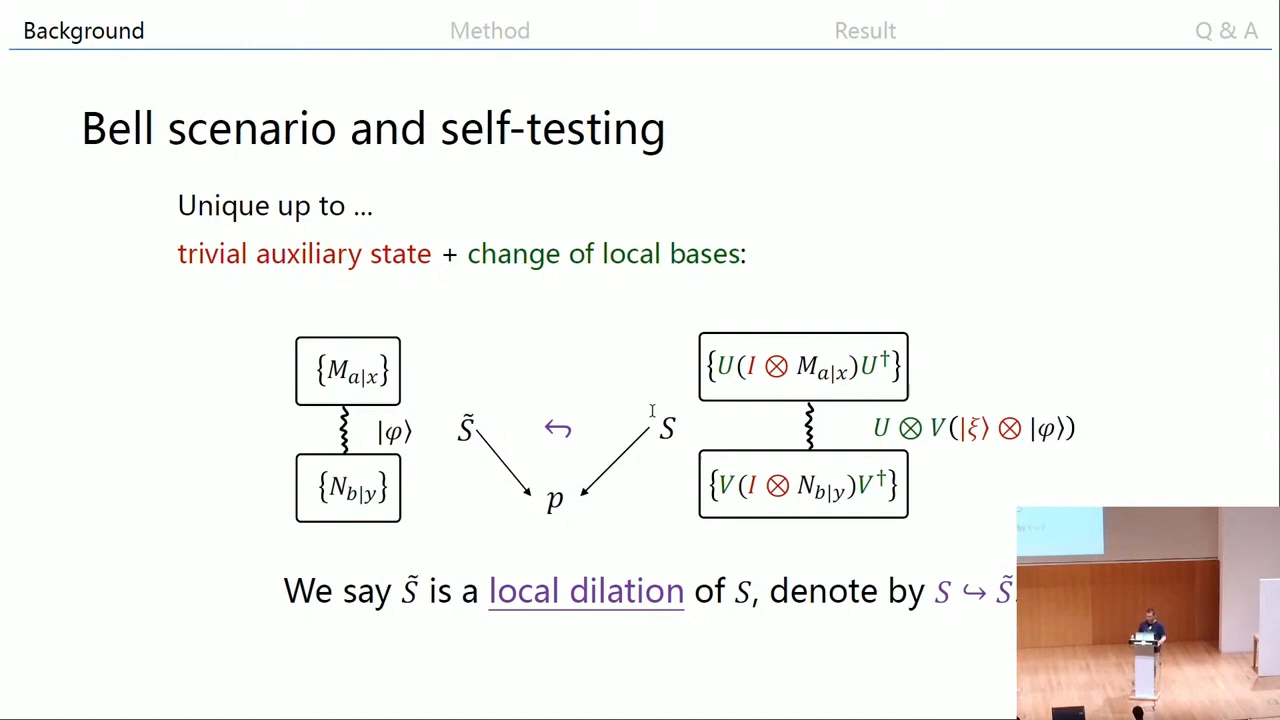 Background Method Result Q & A
Bell scenario and self-testing
Unique up to ...
trivial auxiliary state + change of local bases:
{M_{a|x}} {U(I ⊗ M_{a|x})U†}
|φ⟩ S̃ ↩ S U ⊗ V(|ξ⟩ ⊗ |φ⟩)
{N_{b|y}} p {V(I ⊗ N_{b|y})V†}
We say S̃ is a local dilation of S, denote by S ↪ S̃.